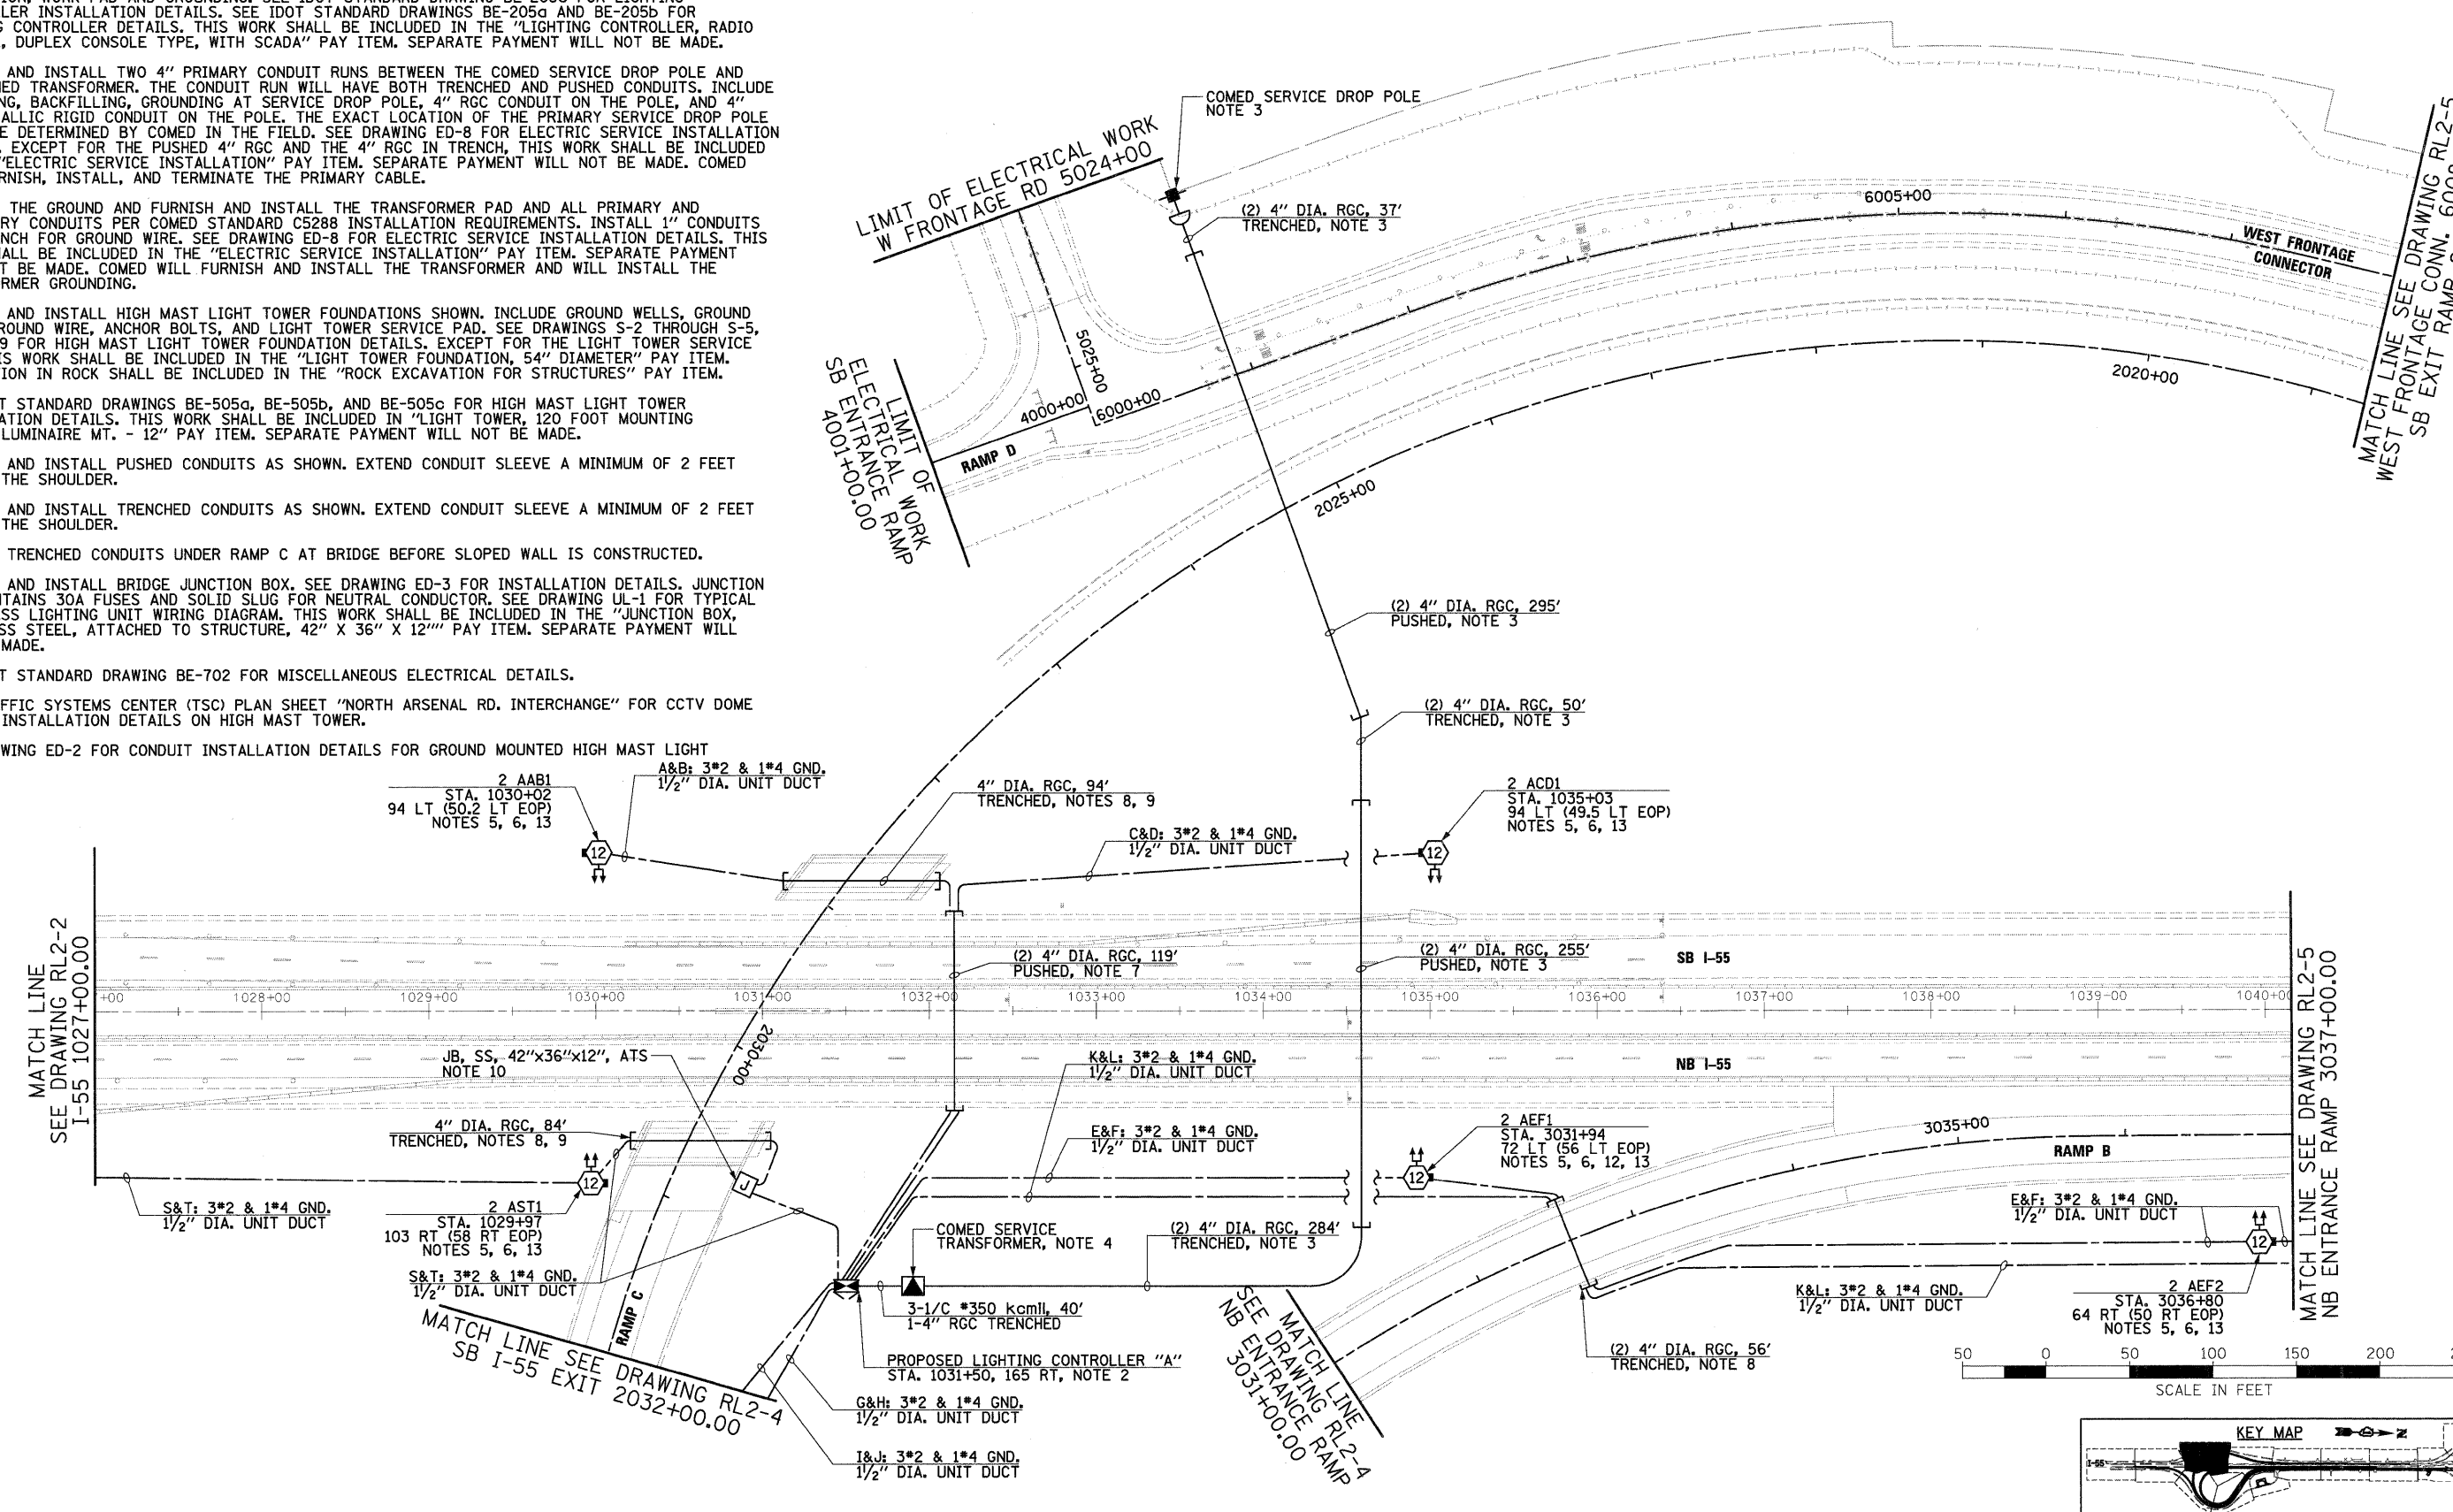 LER INSTALLATION DETAILS. SEE IDOT STANDARD DRAWINGS BE-205a AND BE-205b FOR
CONTROLLER DETAILS. THIS WORK SHALL BE INCLUDED IN THE "LIGHTING CONTROLLER, RADIO
, DUPLEX CONSOLE TYPE, WITH SCADA" PAY ITEM. SEPARATE PAYMENT WILL NOT BE MADE.
AND INSTALL TWO 4" PRIMARY CONDUIT RUNS BETWEEN THE COMED SERVICE DROP POLE AND
ED TRANSFORMER. THE CONDUIT RUN WILL HAVE BOTH TRENCHED AND PUSHED CONDUITS. INCLUDE
NG, BACKFILLING, GROUNDING AT SERVICE DROP POLE, 4" RGC CONDUIT ON THE POLE, AND 4"
ALLIC RIGID CONDUIT ON THE POLE. THE EXACT LOCATION OF THE PRIMARY SERVICE DROP POLE
E DETERMINED BY COMED IN THE FIELD. SEE DRAWING ED-8 FOR ELECTRIC SERVICE INSTALLATION
. EXCEPT FOR THE PUSHED 4" RGC AND THE 4" RGC IN TRENCH, THIS WORK SHALL BE INCLUDED
"ELECTRIC SERVICE INSTALLATION" PAY ITEM. SEPARATE PAYMENT WILL NOT BE MADE. COMED
RNISH, INSTALL, AND TERMINATE THE PRIMARY CABLE.
THE GROUND AND FURNISH AND INSTALL THE TRANSFORMER PAD AND ALL PRIMARY AND
RY CONDUITS PER COMED STANDARD C5288 INSTALLATION REQUIREMENTS. INSTALL 1" CONDUITS
NCH FOR GROUND WIRE. SEE DRAWING ED-8 FOR ELECTRIC SERVICE INSTALLATION DETAILS. THIS
ALL BE INCLUDED IN THE "ELECTRIC SERVICE INSTALLATION" PAY ITEM. SEPARATE PAYMENT
T BE MADE. COMED WILL FURNISH AND INSTALL THE TRANSFORMER AND WILL INSTALL THE
RMER GROUNDING.
AND INSTALL HIGH MAST LIGHT TOWER FOUNDATIONS SHOWN. INCLUDE GROUND WELLS, GROUND
ROUND WIRE, ANCHOR BOLTS, AND LIGHT TOWER SERVICE PAD. SEE DRAWINGS S-2 THROUGH S-5,
9 FOR HIGH MAST LIGHT TOWER FOUNDATION DETAILS. EXCEPT FOR THE LIGHT TOWER SERVICE
IS WORK SHALL BE INCLUDED IN THE "LIGHT TOWER FOUNDATION, 54" DIAMETER" PAY ITEM.
TION IN ROCK SHALL BE INCLUDED IN THE "ROCK EXCAVATION FOR STRUCTURES" PAY ITEM.
T STANDARD DRAWINGS BE-505a, BE-505b, AND BE-505c FOR HIGH MAST LIGHT TOWER
ATION DETAILS. THIS WORK SHALL BE INCLUDED IN "LIGHT TOWER, 120 FOOT MOUNTING
LUMINAIRE MT. - 12" PAY ITEM. SEPARATE PAYMENT WILL NOT BE MADE.
AND INSTALL PUSHED CONDUITS AS SHOWN. EXTEND CONDUIT SLEEVE A MINIMUM OF 2 FEET
THE SHOULDER.
AND INSTALL TRENCHED CONDUITS AS SHOWN. EXTEND CONDUIT SLEEVE A MINIMUM OF 2 FEET
THE SHOULDER.
TRENCHED CONDUITS UNDER RAMP C AT BRIDGE BEFORE SLOPED WALL IS CONSTRUCTED.
AND INSTALL BRIDGE JUNCTION BOX. SEE DRAWING ED-3 FOR INSTALLATION DETAILS. JUNCTION
NTAINS 30A FUSES AND SOLID SLUG FOR NEUTRAL CONDUCTOR. SEE DRAWING UL-1 FOR TYPICAL
SS LIGHTING UNIT WIRING DIAGRAM. THIS WORK SHALL BE INCLUDED IN THE "JUNCTION BOX,
SS STEEL, ATTACHED TO STRUCTURE, 42" X 36" X 12"" PAY ITEM. SEPARATE PAYMENT WILL
MADE.
T STANDARD DRAWING BE-702 FOR MISCELLANEOUS ELECTRICAL DETAILS.
FFIC SYSTEMS CENTER (TSC) PLAN SHEET "NORTH ARSENAL RD. INTERCHANGE" FOR CCTV DOME
INSTALLATION DETAILS ON HIGH MAST TOWER.
WING ED-2 FOR CONDUIT INSTALLATION DETAILS FOR GROUND MOUNTED HIGH MAST LIGHT
COMED SERVICE DROP POLE
NOTE 3
LIMIT OF ELECTRICAL WORK
W FRONTAGE RD 5024+00
(2) 4" DIA. RGC, 37'
TRENCHED, NOTE 3
6005+00
WEST FRONTAGE
CONNECTOR
MATCH LINE SEE DRAWING RL2-5
WEST FRONTAGE CONN.
SB EXIT RAMP
5025+00
4000+00
6000+00
RAMP D
LIMIT OF
ELECTRICAL WORK
SB ENTRANCE RAMP
4001+00.00
2020+00
2025+00
(2) 4" DIA. RGC, 295'
PUSHED, NOTE 3
(2) 4" DIA. RGC, 50'
TRENCHED, NOTE 3
2 AAB1
STA. 1030+02
94 LT (50.2 LT EOP)
NOTES 5, 6, 13
A&B: 3#2 & 1#4 GND.
1½" DIA. UNIT DUCT
4" DIA. RGC, 94'
TRENCHED, NOTES 8, 9
C&D: 3#2 & 1#4 GND.
1½" DIA. UNIT DUCT
2 ACD1
STA. 1035+03
94 LT (49.5 LT EOP)
NOTES 5, 6, 13
12
12
MATCH LINE
SEE DRAWING RL2-2
I-55 1027+00.00
(2) 4" DIA. RGC, 119'
PUSHED, NOTE 7
(2) 4" DIA. RGC, 255'
PUSHED, NOTE 3
SB I-55
+00
1028+00
1029+00
1030+00
1031+00
1032+00
1033+00
1034+00
1035+00
1036+00
1037+00
1038+00
1039+00
1040+00
2030+00
JB, SS, 42"x36"x12", ATS
NOTE 10
K&L: 3#2 & 1#4 GND.
1½" DIA. UNIT DUCT
NB I-55
4" DIA. RGC, 84'
TRENCHED, NOTES 8, 9
E&F: 3#2 & 1#4 GND.
1½" DIA. UNIT DUCT
2 AEF1
STA. 3031+94
72 LT (56 LT EOP)
NOTES 5, 6, 12, 13
3035+00
RAMP B
MATCH LINE SEE DRAWING RL2-5
NB ENTRANCE RAMP 3037+00.00
12
J
12
S&T: 3#2 & 1#4 GND.
1½" DIA. UNIT DUCT
2 AST1
STA. 1029+97
103 RT (58 RT EOP)
NOTES 5, 6, 13
S&T: 3#2 & 1#4 GND.
1½" DIA. UNIT DUCT
COMED SERVICE
TRANSFORMER, NOTE 4
(2) 4" DIA. RGC, 284'
TRENCHED, NOTE 3
E&F: 3#2 & 1#4 GND.
1½" DIA. UNIT DUCT
12
K&L: 3#2 & 1#4 GND.
1½" DIA. UNIT DUCT
2 AEF2
STA. 3036+80
64 RT (50 RT EOP)
NOTES 5, 6, 13
3-1/C #350 kcmil, 40'
1-4" RGC TRENCHED
RAMP C
MATCH LINE SEE DRAWING RL2-4
SB I-55 EXIT 2032+00.00
PROPOSED LIGHTING CONTROLLER "A"
STA. 1031+50, 165 RT, NOTE 2
G&H: 3#2 & 1#4 GND.
1½" DIA. UNIT DUCT
I&J: 3#2 & 1#4 GND.
1½" DIA. UNIT DUCT
MATCH LINE
SEE DRAWING RL2-4
NB ENTRANCE RAMP
3031+00.00
(2) 4" DIA. RGC, 56'
TRENCHED, NOTE 8
50 0 50 100 150 200
SCALE IN FEET
KEY MAP
N
I-55